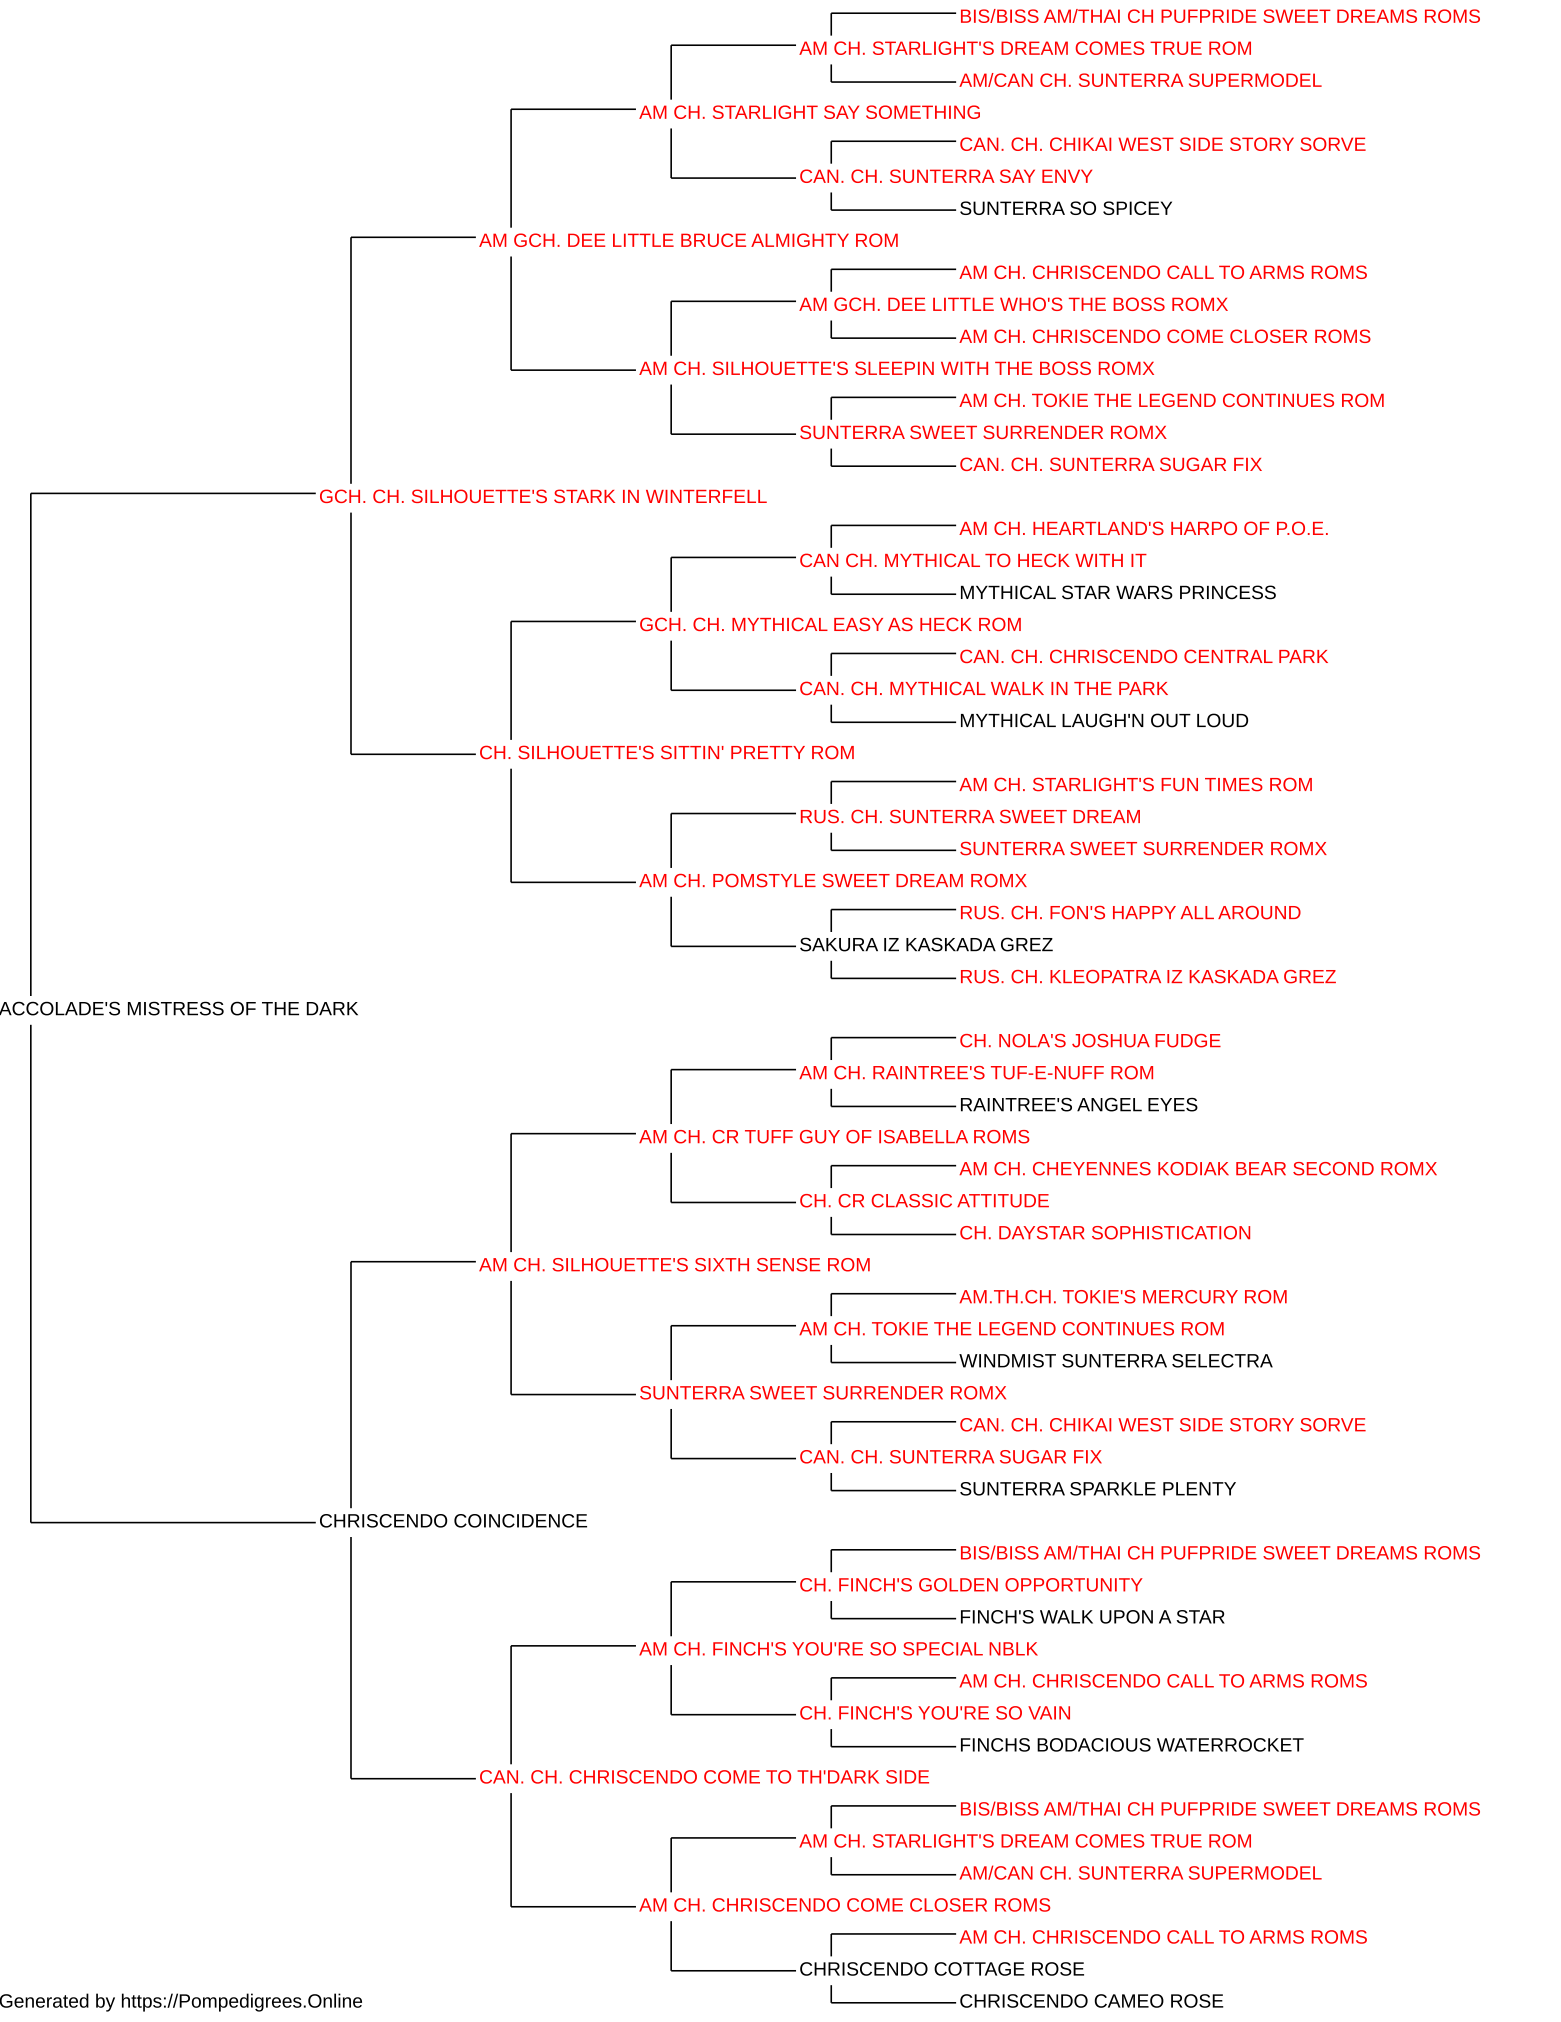 BIS/BISS AM/THAI CH PUFPRIDE SWEET DREAMS ROMS
AM CH. STARLIGHT'S DREAM COMES TRUE ROM
AM/CAN CH. SUNTERRA SUPERMODEL
AM CH. STARLIGHT SAY SOMETHING
CAN. CH. CHIKAI WEST SIDE STORY SORVE
CAN. CH. SUNTERRA SAY ENVY
SUNTERRA SO SPICEY
AM GCH. DEE LITTLE BRUCE ALMIGHTY ROM
AM CH. CHRISCENDO CALL TO ARMS ROMS
AM GCH. DEE LITTLE WHO'S THE BOSS ROMX
AM CH. CHRISCENDO COME CLOSER ROMS
AM CH. SILHOUETTE'S SLEEPIN WITH THE BOSS ROMX
AM CH. TOKIE THE LEGEND CONTINUES ROM
SUNTERRA SWEET SURRENDER ROMX
CAN. CH. SUNTERRA SUGAR FIX
GCH. CH. SILHOUETTE'S STARK IN WINTERFELL
AM CH. HEARTLAND'S HARPO OF P.O.E.
CAN CH. MYTHICAL TO HECK WITH IT
MYTHICAL STAR WARS PRINCESS
GCH. CH. MYTHICAL EASY AS HECK ROM
CAN. CH. CHRISCENDO CENTRAL PARK
CAN. CH. MYTHICAL WALK IN THE PARK
MYTHICAL LAUGH'N OUT LOUD
CH. SILHOUETTE'S SITTIN' PRETTY ROM
AM CH. STARLIGHT'S FUN TIMES ROM
RUS. CH. SUNTERRA SWEET DREAM
SUNTERRA SWEET SURRENDER ROMX
AM CH. POMSTYLE SWEET DREAM ROMX
RUS. CH. FON'S HAPPY ALL AROUND
SAKURA IZ KASKADA GREZ
RUS. CH. KLEOPATRA IZ KASKADA GREZ
ACCOLADE'S MISTRESS OF THE DARK
CH. NOLA'S JOSHUA FUDGE
AM CH. RAINTREE'S TUF-E-NUFF ROM
RAINTREE'S ANGEL EYES
AM CH. CR TUFF GUY OF ISABELLA ROMS
AM CH. CHEYENNES KODIAK BEAR SECOND ROMX
CH. CR CLASSIC ATTITUDE
CH. DAYSTAR SOPHISTICATION
AM CH. SILHOUETTE'S SIXTH SENSE ROM
AM.TH.CH. TOKIE'S MERCURY ROM
AM CH. TOKIE THE LEGEND CONTINUES ROM
WINDMIST SUNTERRA SELECTRA
SUNTERRA SWEET SURRENDER ROMX
CAN. CH. CHIKAI WEST SIDE STORY SORVE
CAN. CH. SUNTERRA SUGAR FIX
SUNTERRA SPARKLE PLENTY
CHRISCENDO COINCIDENCE
BIS/BISS AM/THAI CH PUFPRIDE SWEET DREAMS ROMS
CH. FINCH'S GOLDEN OPPORTUNITY
FINCH'S WALK UPON A STAR
AM CH. FINCH'S YOU'RE SO SPECIAL NBLK
AM CH. CHRISCENDO CALL TO ARMS ROMS
CH. FINCH'S YOU'RE SO VAIN
FINCHS BODACIOUS WATERROCKET
CAN. CH. CHRISCENDO COME TO TH'DARK SIDE
BIS/BISS AM/THAI CH PUFPRIDE SWEET DREAMS ROMS
AM CH. STARLIGHT'S DREAM COMES TRUE ROM
AM/CAN CH. SUNTERRA SUPERMODEL
AM CH. CHRISCENDO COME CLOSER ROMS
AM CH. CHRISCENDO CALL TO ARMS ROMS
CHRISCENDO COTTAGE ROSE
CHRISCENDO CAMEO ROSE
Generated by https://Pompedigrees.Online